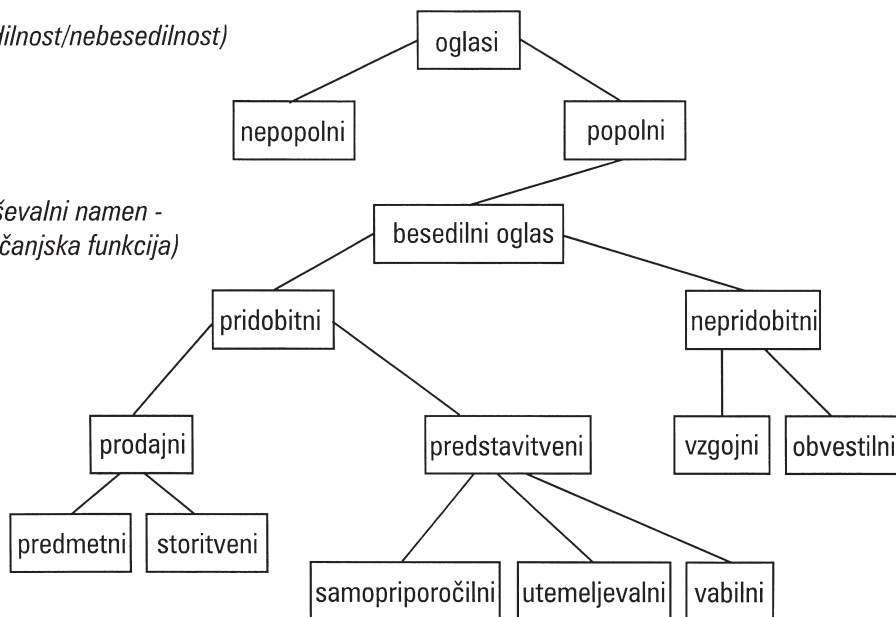 dilnost/nebesedilnost)
oglasi
nepopolni
popolni
ševalni namen -
čanjska funkcija)
besedilni oglas
pridobitni
nepridobitni
prodajni
predstavitveni
vzgojni
obvestilni
predmetni
storitveni
samopriporočilni
utemeljevalni
vabilni